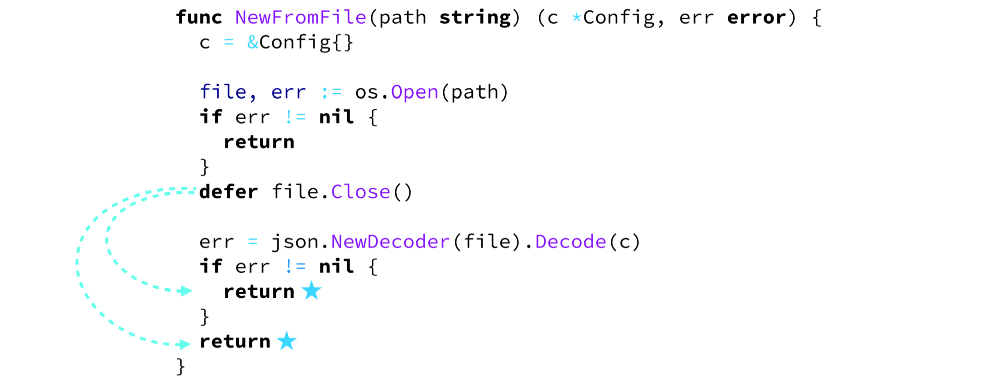 func NewFromFile(path string) (c *Config, err error) {
  c = &Config{}

  file, err := os.Open(path)
  if err != nil {
    return
  }
  defer file.Close()

  err = json.NewDecoder(file).Decode(c)
  if err != nil {
    return ★
  }
  return ★
}